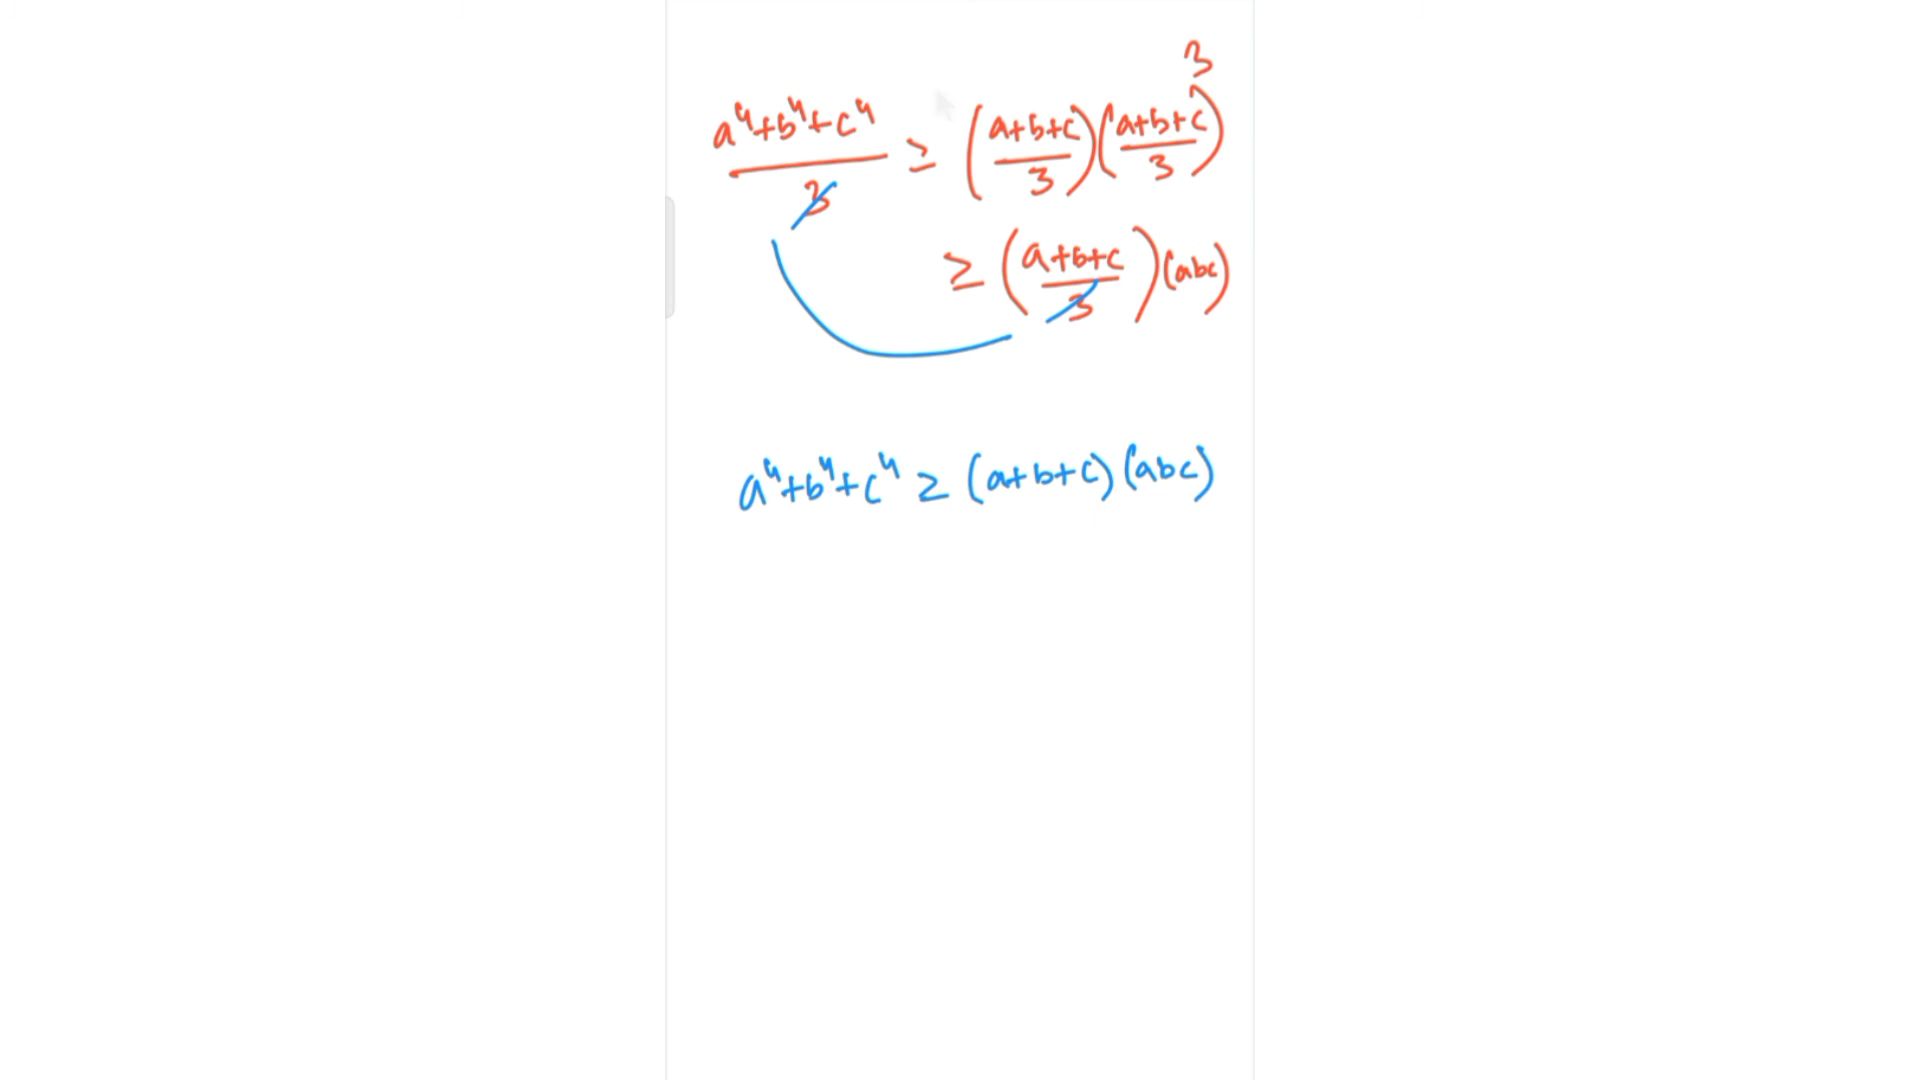 a⁴+b⁴+c⁴/3 ≥ (a+b+c/3)(a+b+c/3)³
≥ (a+b+c/3)(abc)
a⁴+b⁴+c⁴ ≥ (a+b+c)(abc)